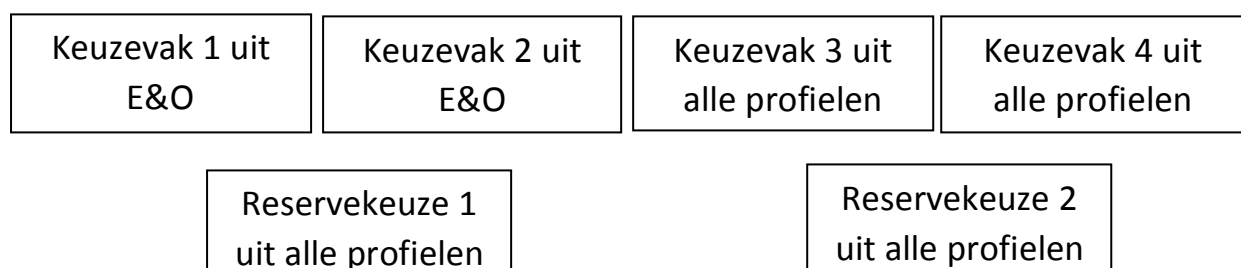 Keuzevak 1 uit
E&O
Keuzevak 2 uit
E&O
Keuzevak 3 uit
alle profielen
Keuzevak 4 uit
alle profielen
Reservekeuze 1
uit alle profielen
Reservekeuze 2
uit alle profielen